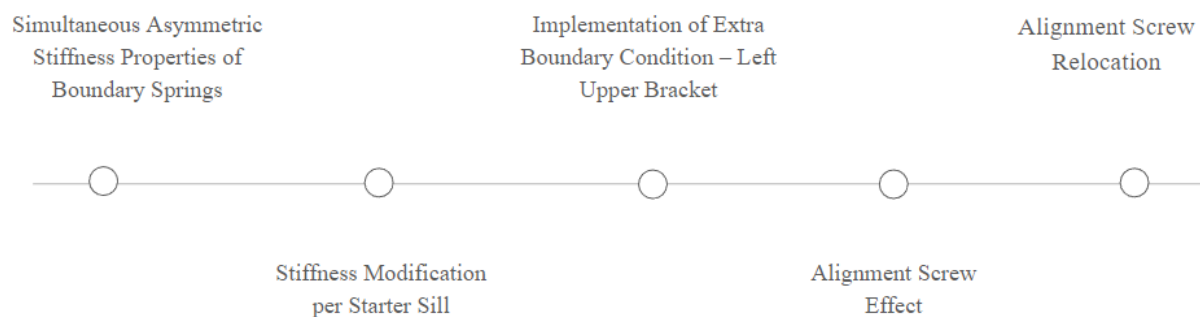 Simultaneous Asymmetric
Stiffness Properties of
Boundary Springs
Stiffness Modification
per Starter Sill
Implementation of Extra
Boundary Condition – Left
Upper Bracket
Alignment Screw
Effect
Alignment Screw
Relocation